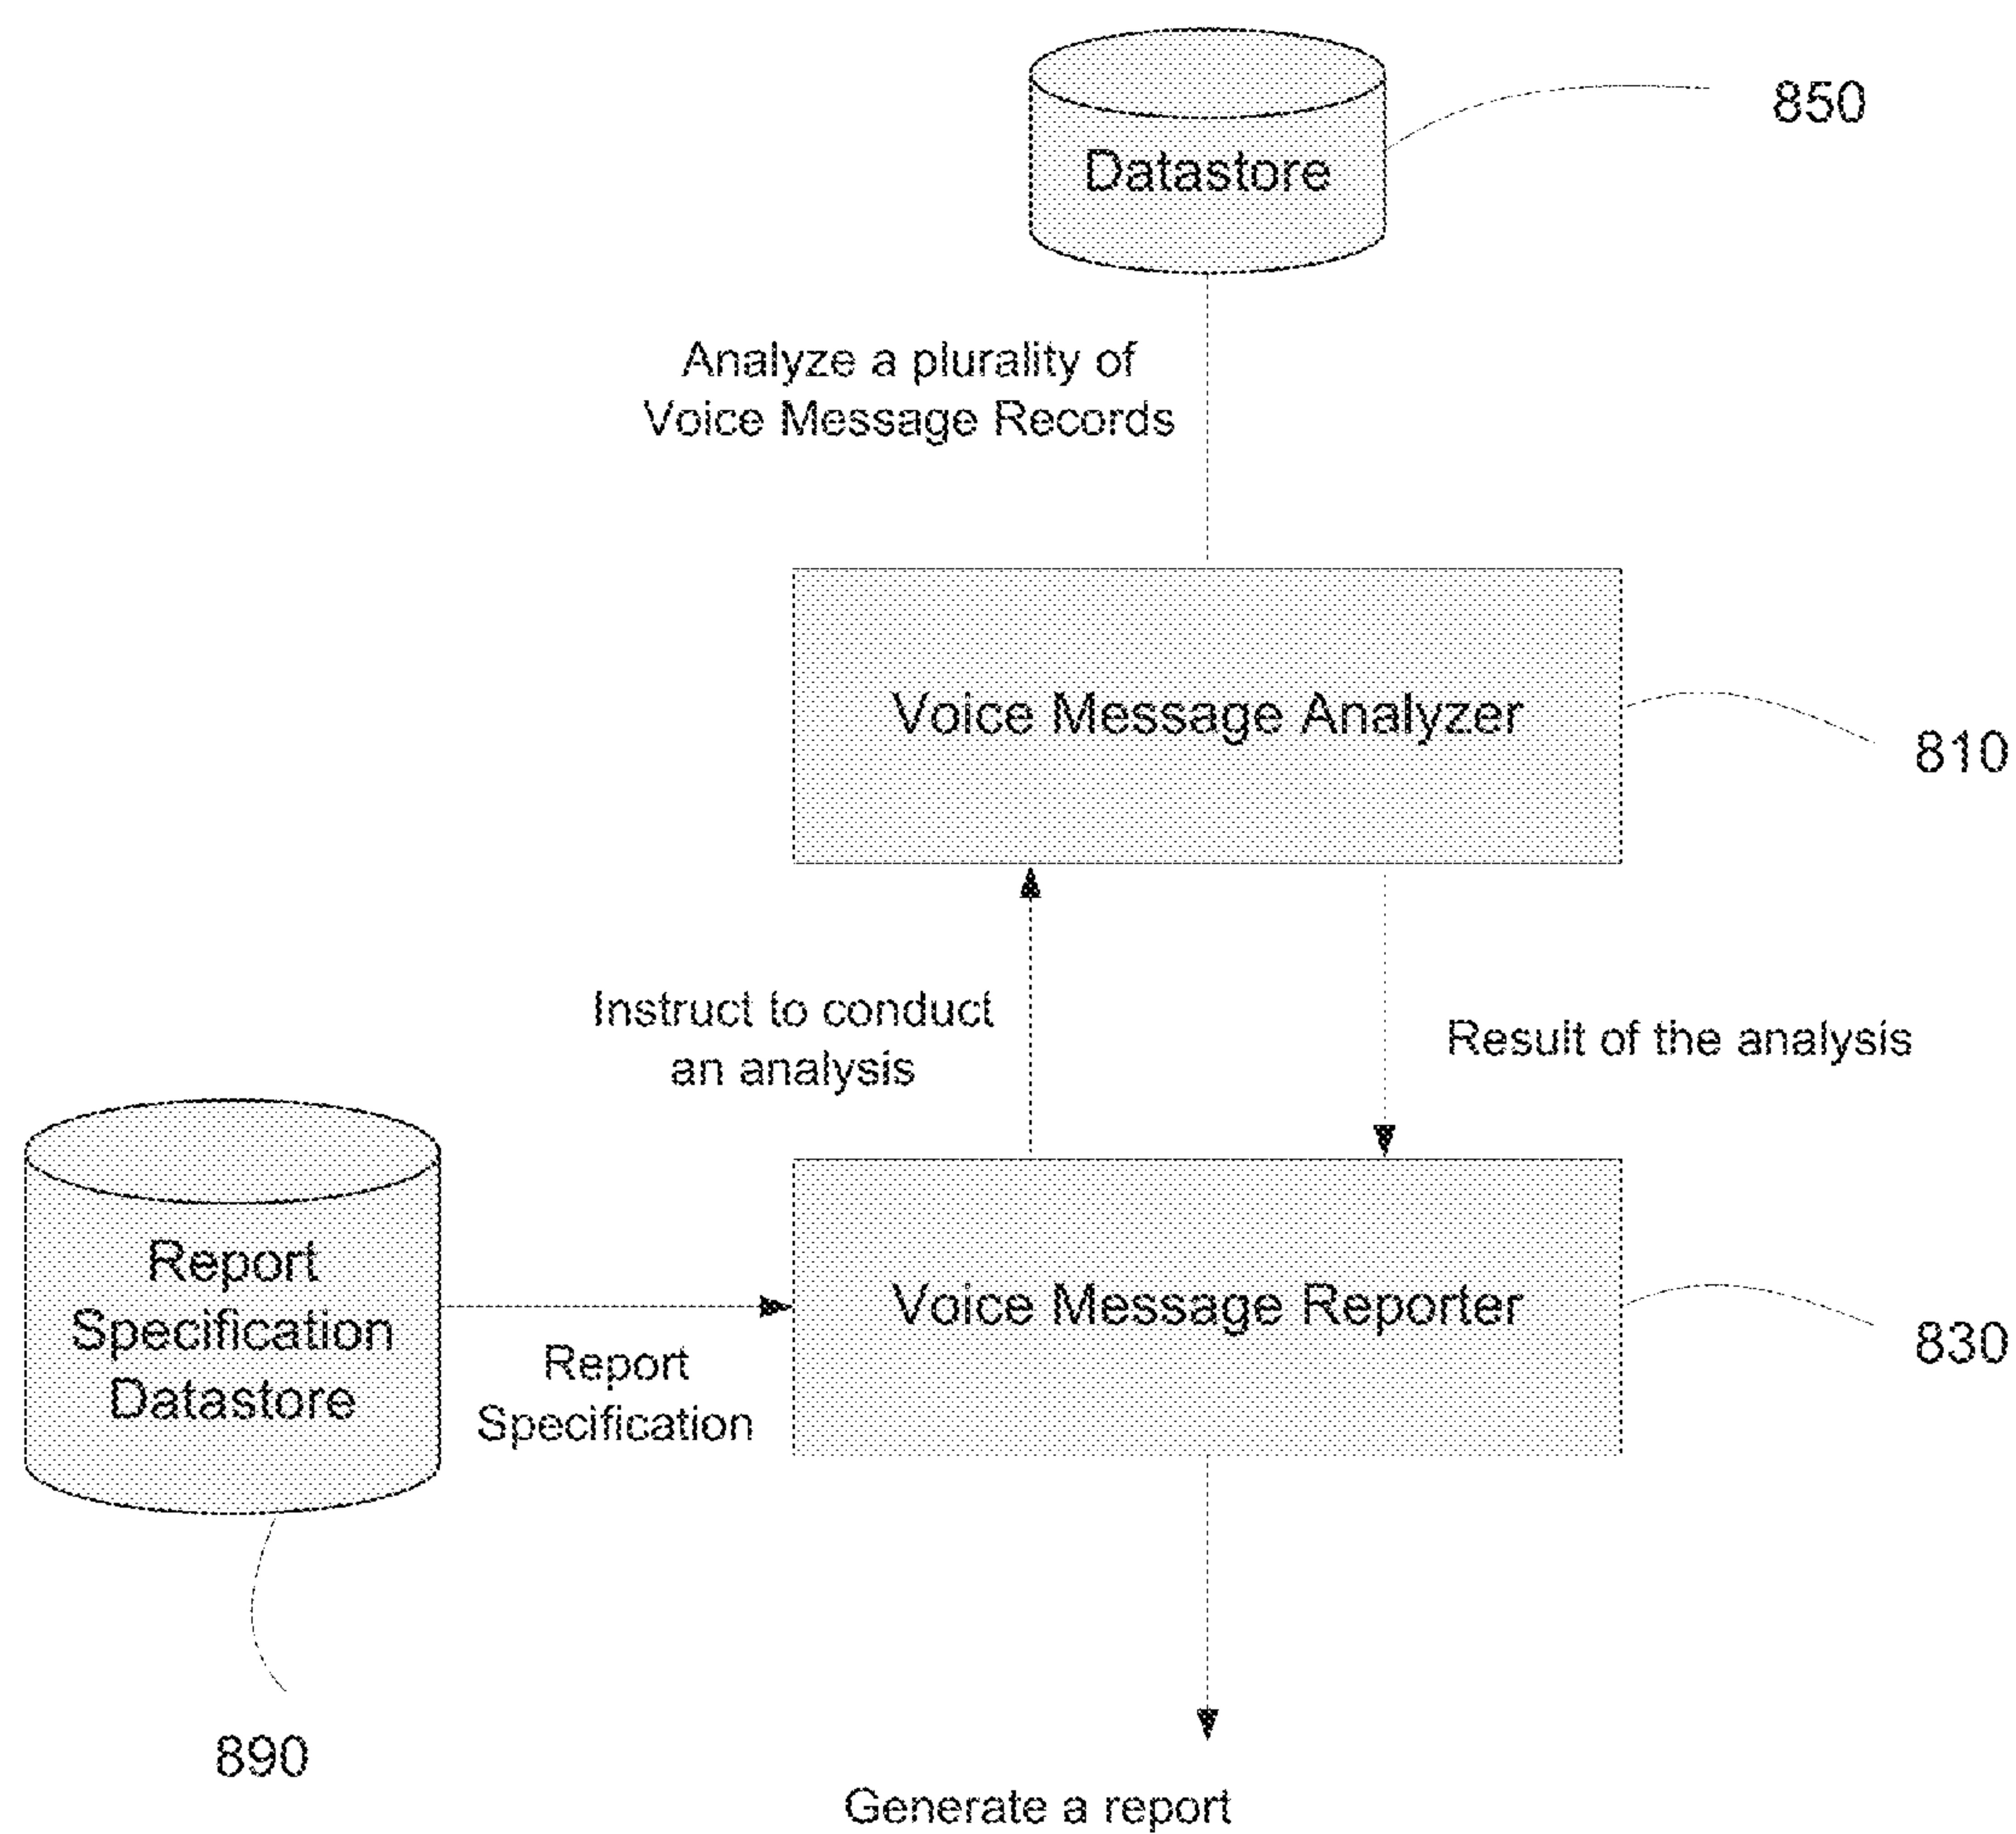 850
Datastore
Analyze a plurality of
Voice Message Records
Voice Message Analyzer
810
Instruct to conduct
an analysis
Result of the analysis
Report
Specification
Datastore
Report
Specification
Voice Message Reporter
830
890
Generate a report